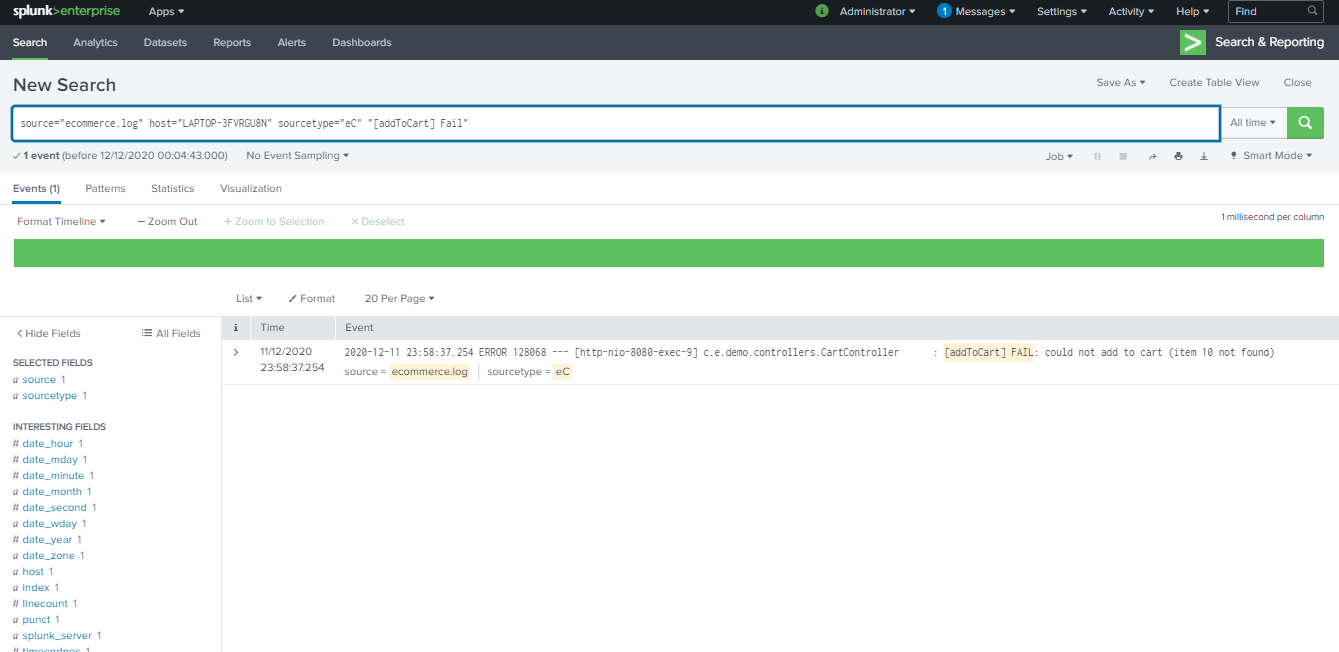 splunk>enterprise Apps Administrator 1 Messages Settings Activity Help Find
Search Analytics Datasets Reports Alerts Dashboards Search & Reporting
New Search Save As Create Table View Close
source="ecommerce.log" host="LAPTOP-3FVRGU8N" sourcetype="eC" "[addToCart] Fail" All time
1 event (before 12/12/2020 00:04:43.000) No Event Sampling Job Smart Mode
Events (1) Patterns Statistics Visualization
Format Timeline — Zoom Out + Zoom to Selection × Deselect 1 millisecond per column
List Format 20 Per Page
< Hide Fields All Fields i Time Event
SELECTED FIELDS
a source 1
a sourcetype 1
11/12/2020 2020-12-11 23:58:37.254 ERROR 128068 --- [http-nio-8080-exec-9] c.e.demo.controllers.CartController : [addToCart] FAIL: could not add to cart (item 10 not found)
23:58:37.254 source = ecommerce.log sourcetype = eC
INTERESTING FIELDS
# date_hour 1
# date_mday 1
# date_minute 1
a date_month 1
# date_second 1
a date_wday 1
# date_year 1
a date_zone 1
a host 1
a index 1
# linecount 1
a punct 1
a splunk_server 1
# timeendpos 1